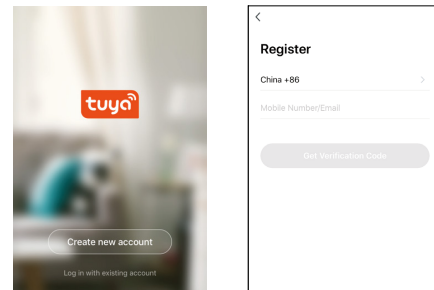 tuya
Create new account
Log in with existing account
Register
China +86
Mobile Number/Email
Get Verification Code